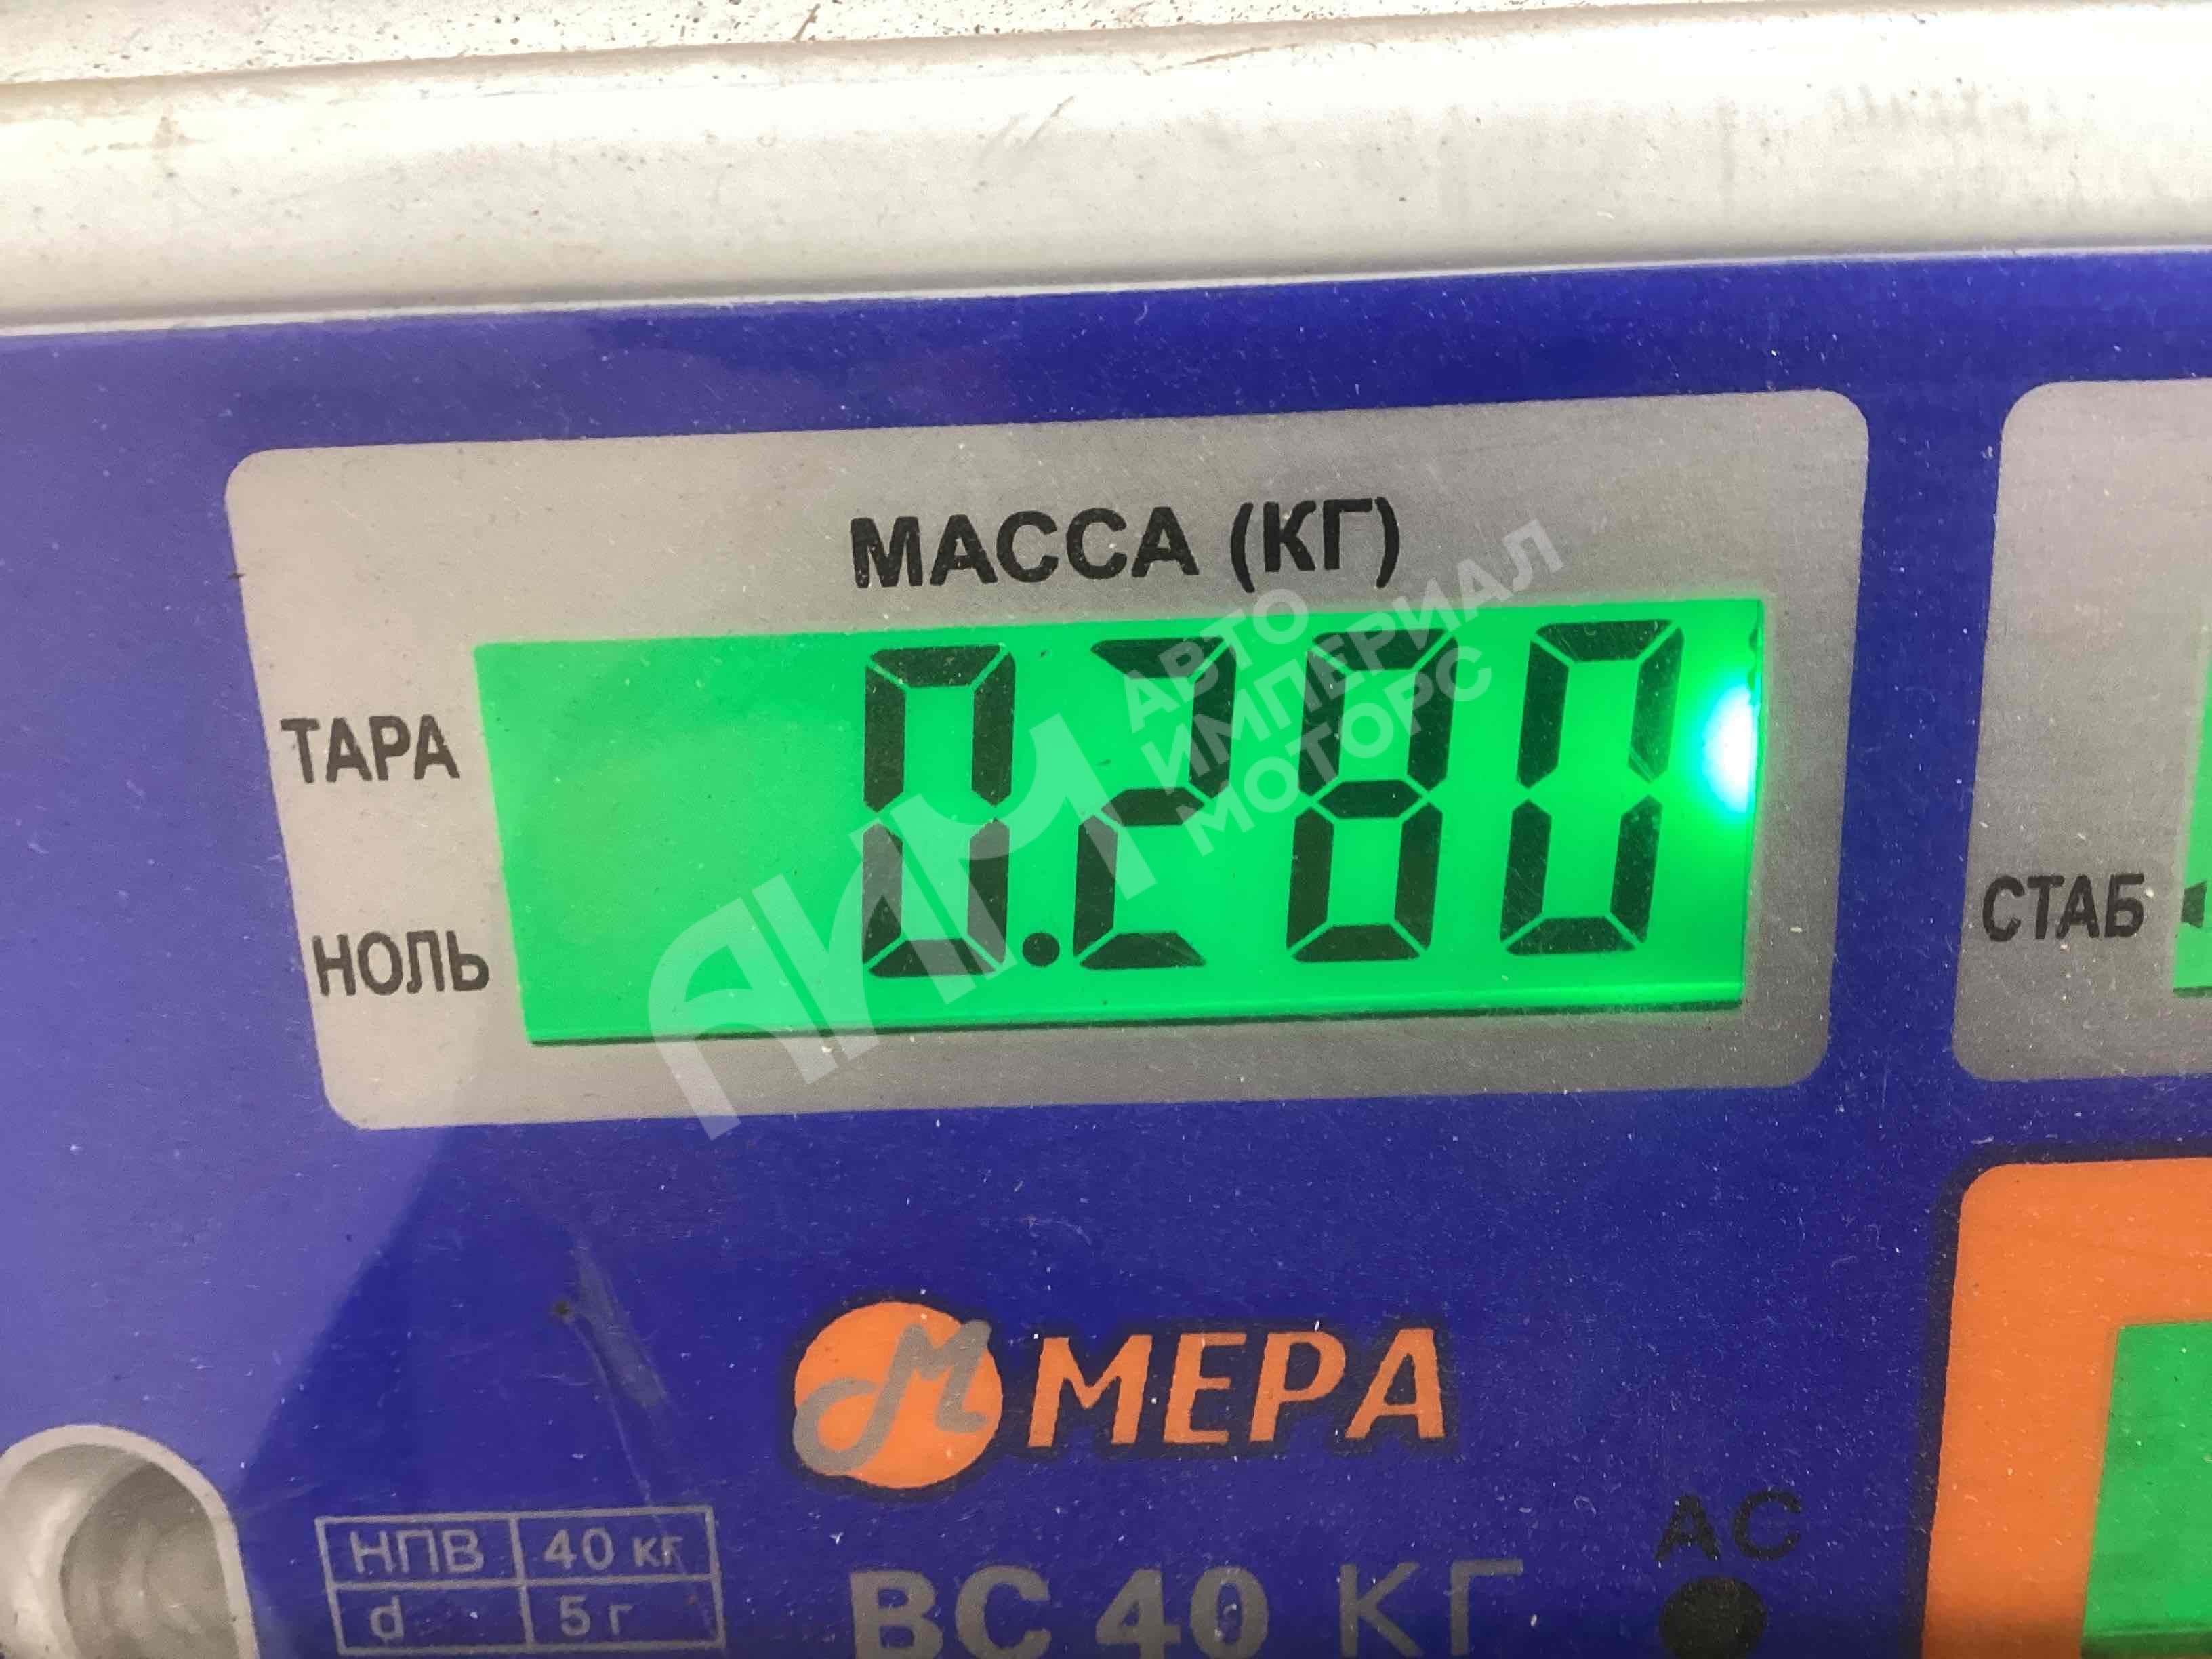 МАССА (КГ)
ТАРА
0.280
НОЛЬ
СТАБ
АВТО
ИМПЕРИАЛ
МОТОРС
АИМ
М МЕРА
НПВ 40 кг
d 5 г
ВС 40 КГ
АС